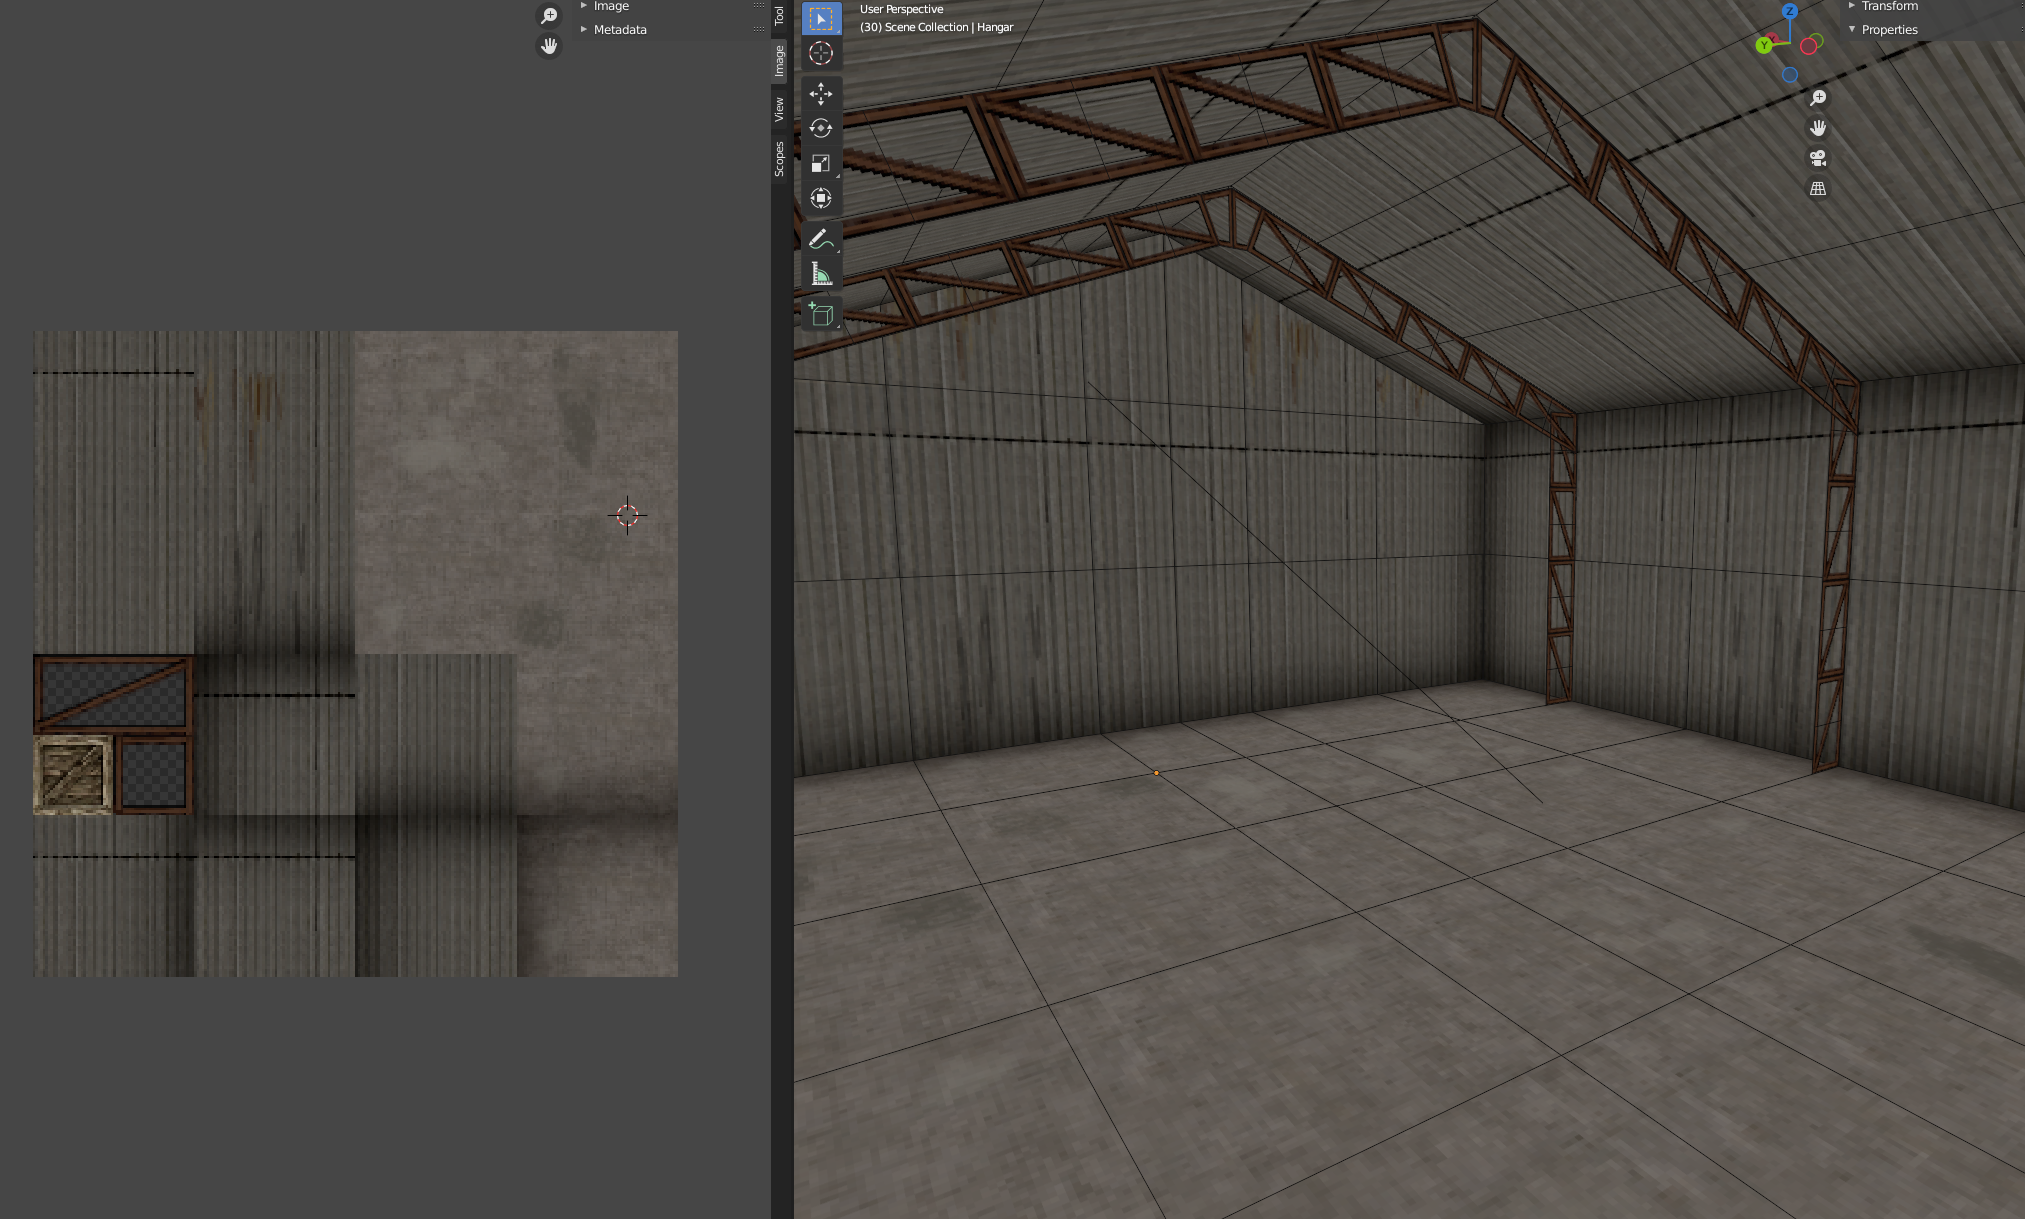 Image
Metadata
Tool
Image
View
Scopes
User Perspective
(30) Scene Collection | Hangar
Z
Y
Transform
Properties